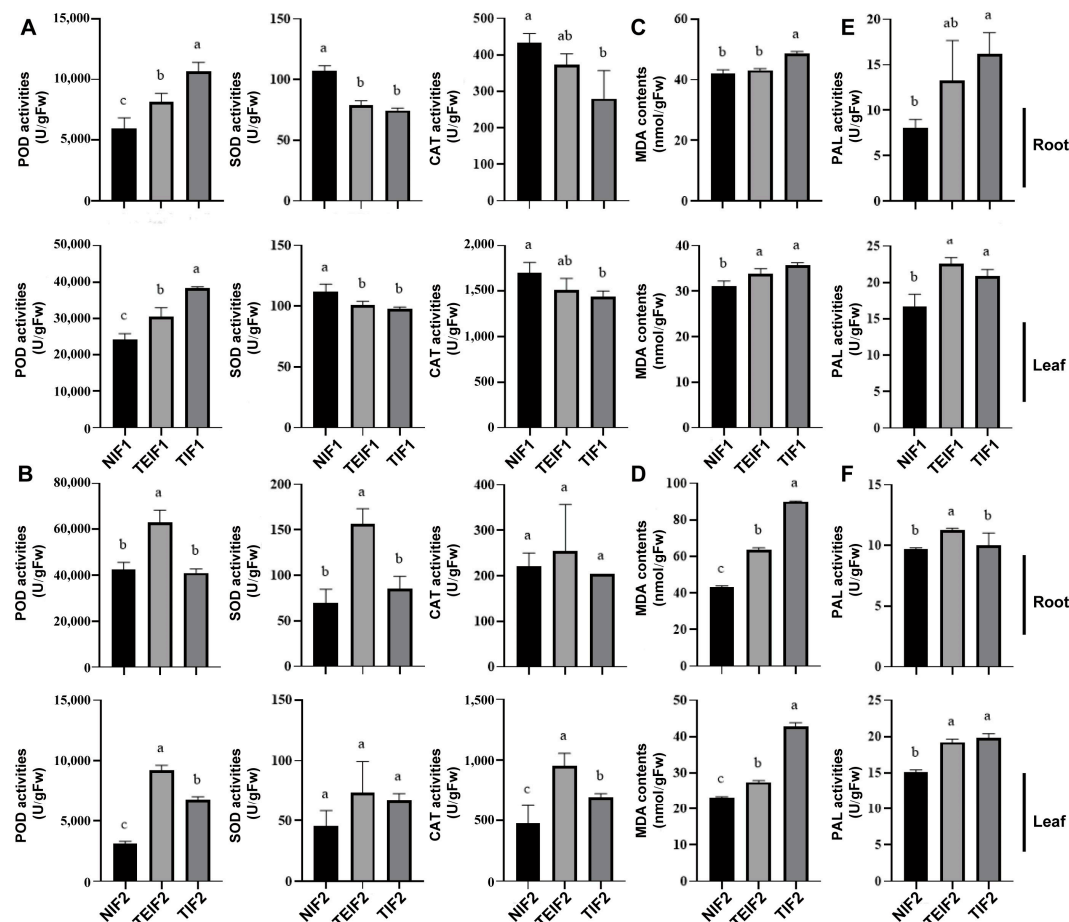 A
POD activities
(U/gFw)
15,000
10,000
5,000
0
c
b
a
SOD activities
(U/gFw)
150
100
50
0
a
b
b
CAT activities
(U/gFw)
500
400
300
200
100
0
a
ab
b
C
MDA contents
(nmol/gFw)
60
40
20
0
b
b
a
E
PAL activities
(U/gFw)
20
15
10
5
0
b
ab
a
Root
POD activities
(U/gFw)
50,000
40,000
30,000
20,000
10,000
0
c
b
a
NIF1
TEIF1
TIF1
SOD activities
(U/gFw)
150
100
50
0
a
b
b
NIF1
TEIF1
TIF1
CAT activities
(U/gFw)
2,000
1,500
1,000
500
0
a
ab
b
NIF1
TEIF1
TIF1
MDA contents
(nmol/gFw)
40
30
20
10
0
b
a
a
NIF1
TEIF1
TIF1
PAL activities
(U/gFw)
25
20
15
10
5
0
b
a
a
NIF1
TEIF1
TIF1
Leaf
B
POD activities
(U/gFw)
80,000
60,000
40,000
20,000
0
b
a
b
SOD activities
(U/gFw)
200
150
100
50
0
b
a
b
CAT activities
(U/gFw)
400
300
200
100
0
a
a
a
D
MDA contents
(nmol/gFw)
100
80
60
40
20
0
c
b
a
F
PAL activities
(U/gFw)
15
10
5
0
b
a
b
Root
POD activities
(U/gFw)
15,000
10,000
5,000
0
c
a
b
NIF2
TEIF2
TIF2
SOD activities
(U/gFw)
150
100
50
0
a
a
a
NIF2
TEIF2
TIF2
CAT activities
(U/gFw)
1,500
1,000
500
0
c
a
b
NIF2
TEIF2
TIF2
MDA contents
(nmol/gFw)
50
40
30
20
10
0
c
b
a
NIF2
TEIF2
TIF2
PAL activities
(U/gFw)
25
20
15
10
5
0
b
a
a
NIF2
TEIF2
TIF2
Leaf